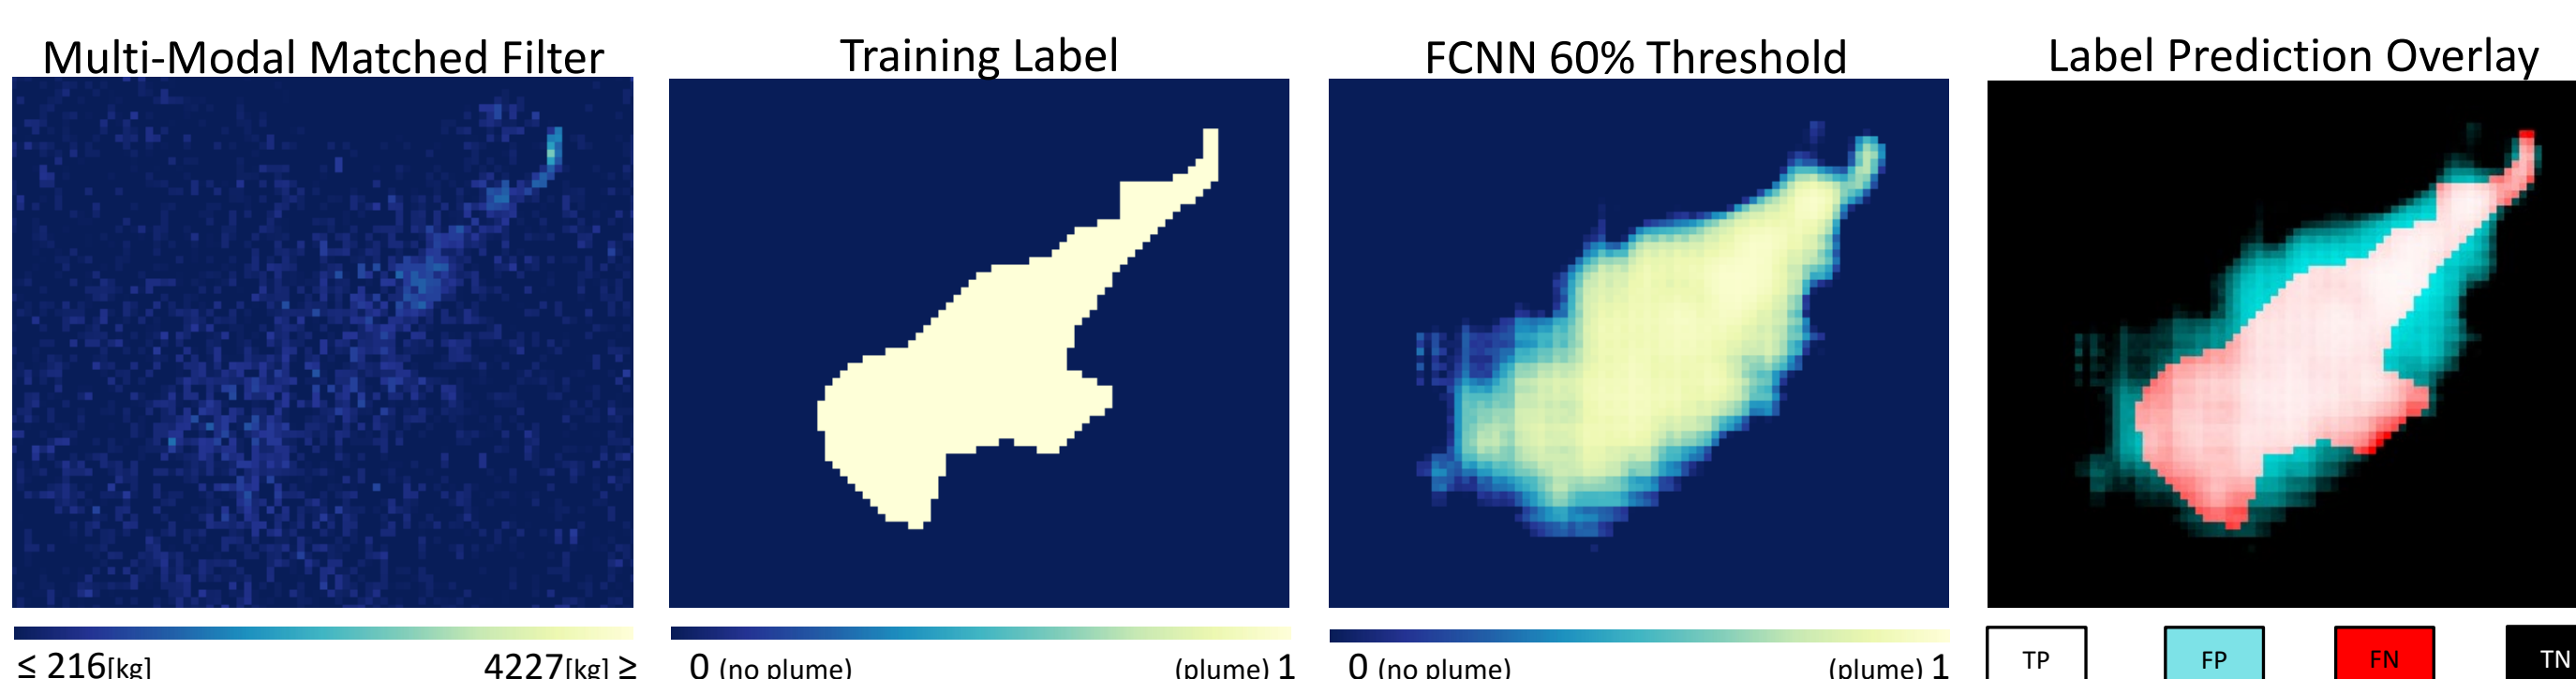 Multi-Modal Matched Filter
Training Label
FCNN 60% Threshold
Label Prediction Overlay
≤ 216[kg]
4227[kg] ≥
0 (no plume)
(plume) 1
0 (no plume)
(plume) 1
TP
FP
FN
TN